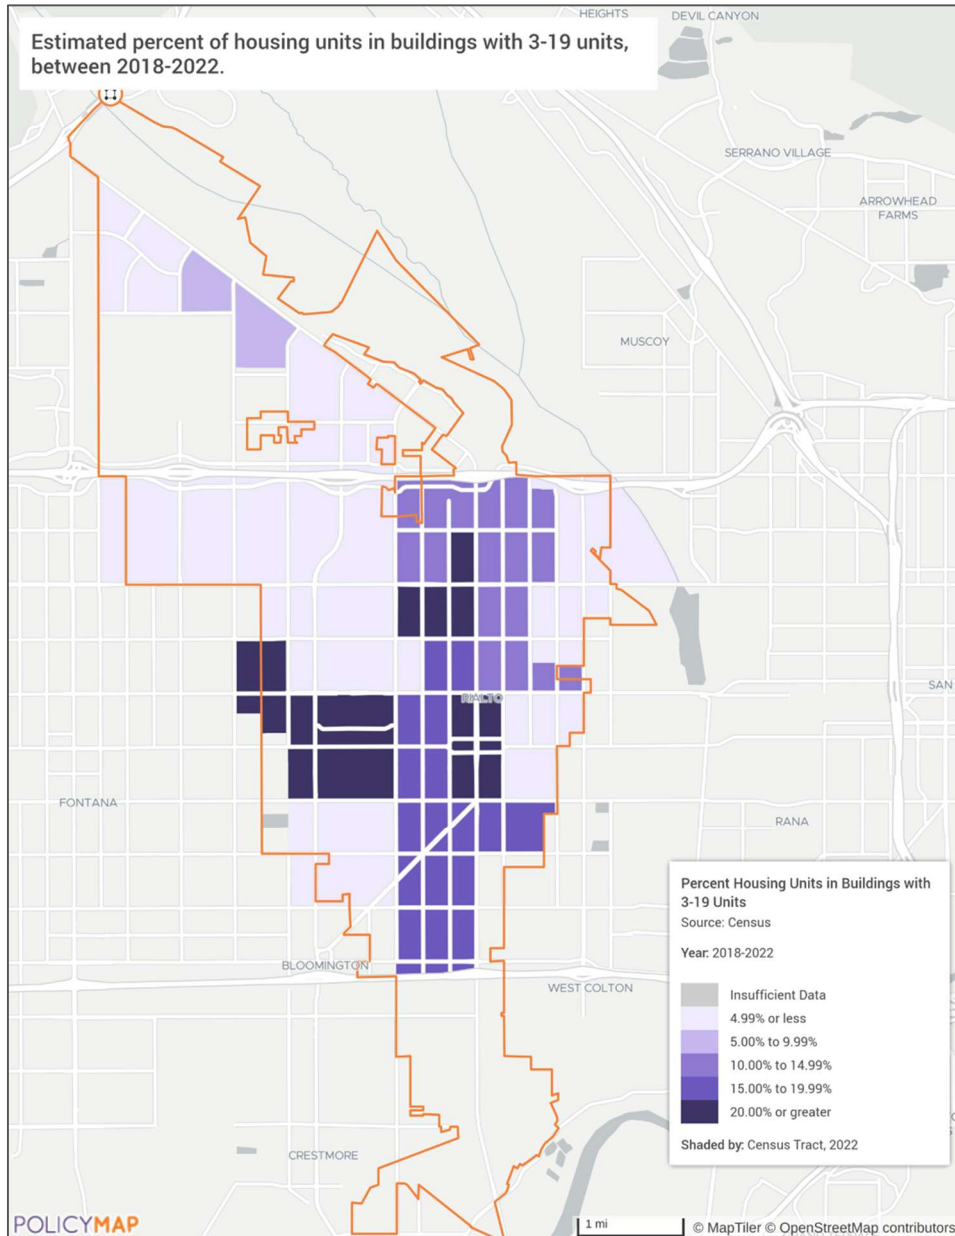 HEIGHTS
DEVIL CANYON
Estimated percent of housing units in buildings with 3-19 units,
between 2018-2022.
SERRANO VILLAGE
ARROWHEAD
FARMS
MUSCOY
RIALTO
SAN
FONTANA
RANA
BLOOMINGTON
WEST COLTON
CRESTMORE
Percent Housing Units in Buildings with
3-19 Units
Source: Census
Year: 2018-2022
Insufficient Data
4.99% or less
5.00% to 9.99%
10.00% to 14.99%
15.00% to 19.99%
20.00% or greater
Shaded by: Census Tract, 2022
POLICYMAP
1 mi
© MapTiler © OpenStreetMap contributors